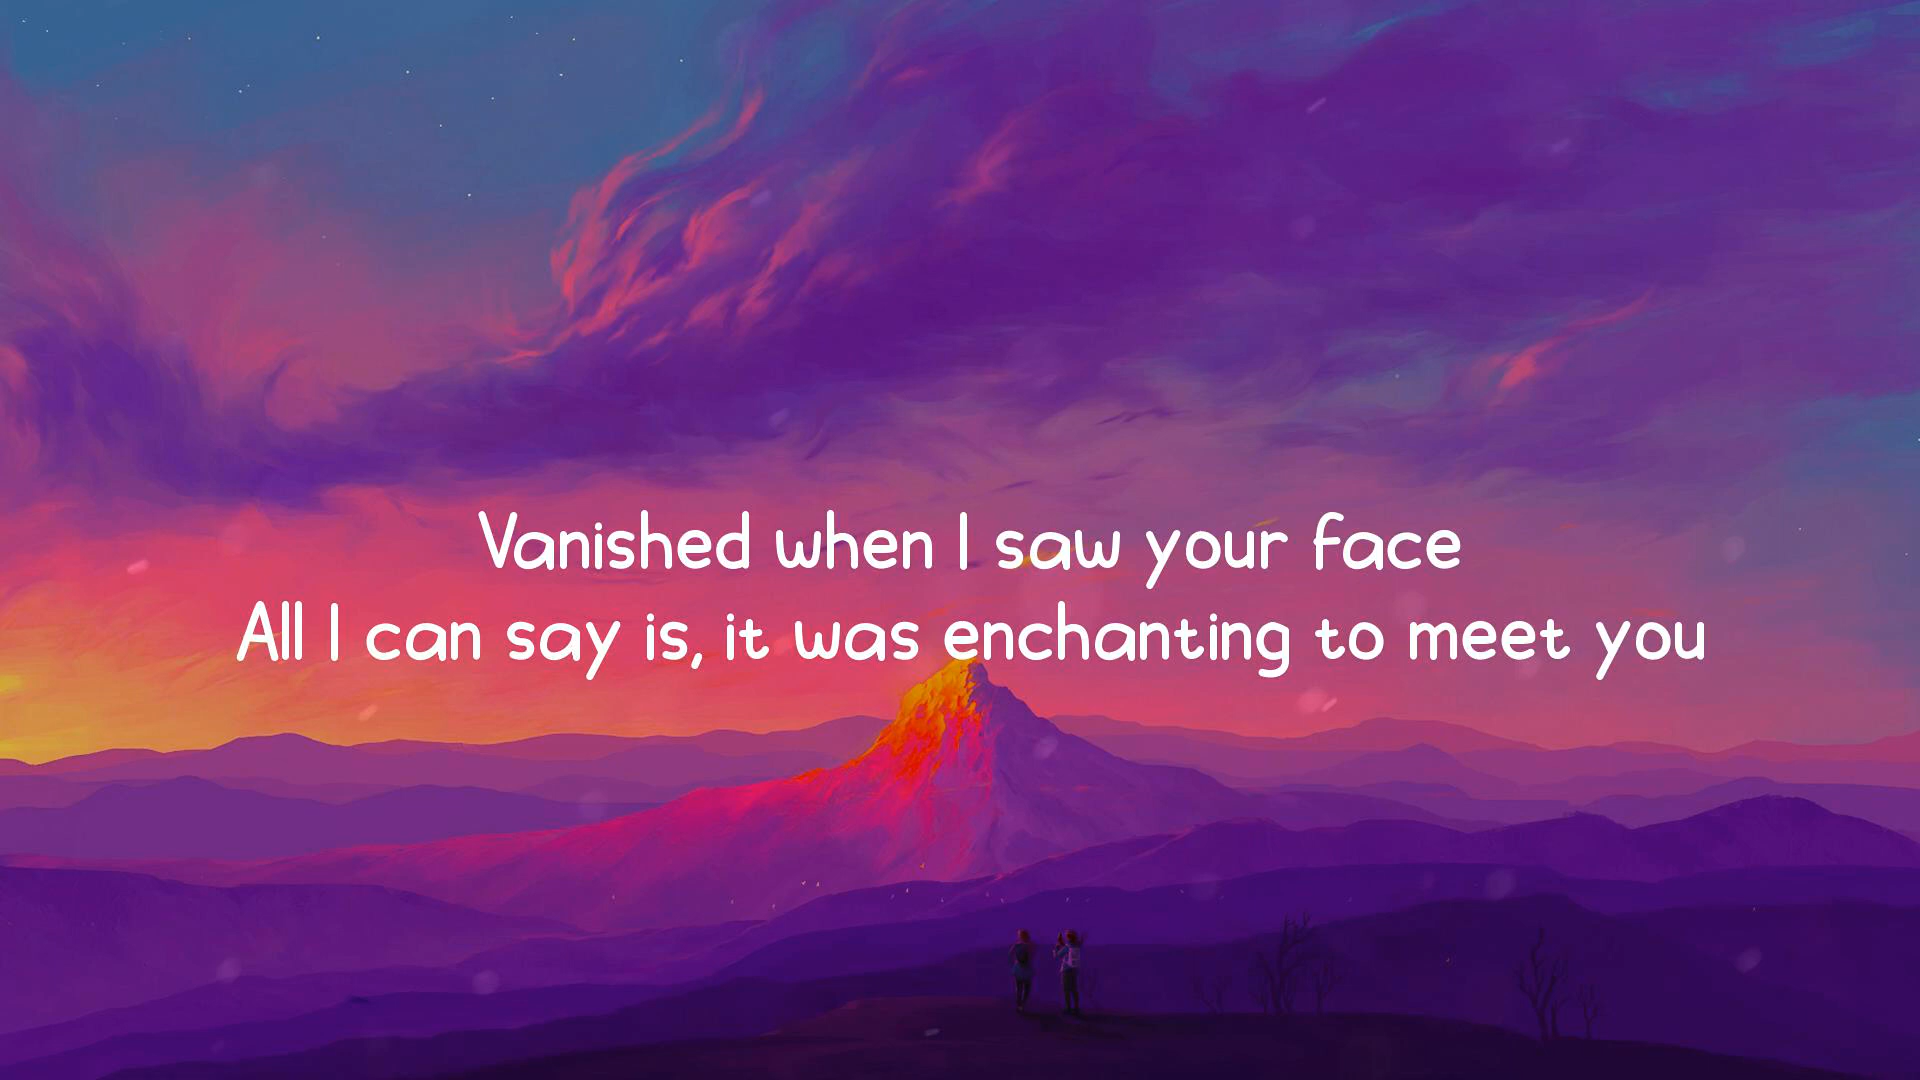 Vanished when I saw your face
All I can say is, it was enchanting to meet you